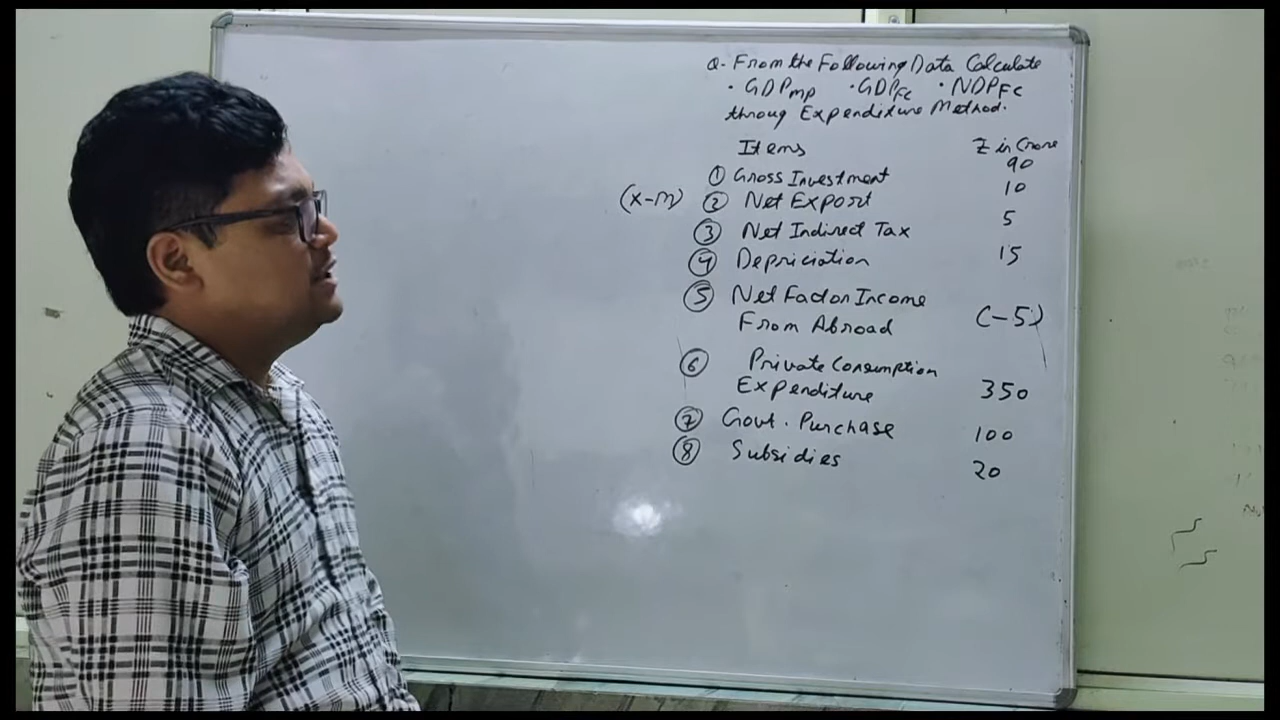 Q- From the Following Data Calculate
· GDPMP · GDPFC · NDPFC
throug Expenditure Method.
Items ₹ in Crore
① Gross Investment 90
(X-M) ② Net Export 10
③ Net Indirect Tax 5
④ Depriciation 15
⑤ Net Factor Income
From Abroad (-5)
⑥ Private Consumption
Expenditure 350
⑦ Govt. Purchase 100
⑧ Subsidies 20